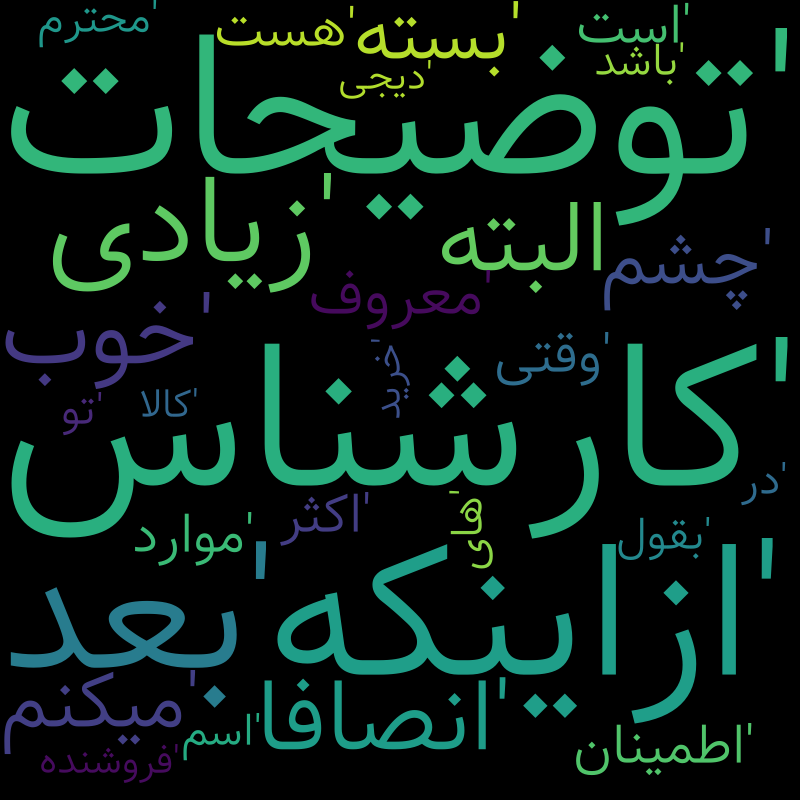 'محترم
'هست
'بسته
'است
'باشد
'دیجی
'توضیحات
'زیادی
البته
'چشم
'معروف
'خوب
'وقتی
'خرید
'کالا
'تو
'کارشناس
'در
'اکثر
'های
'موارد
'بقول
'ازاینکه
'بعد
'میکنم
'انصافا
'اسم
'اطمینان
'فروشنده